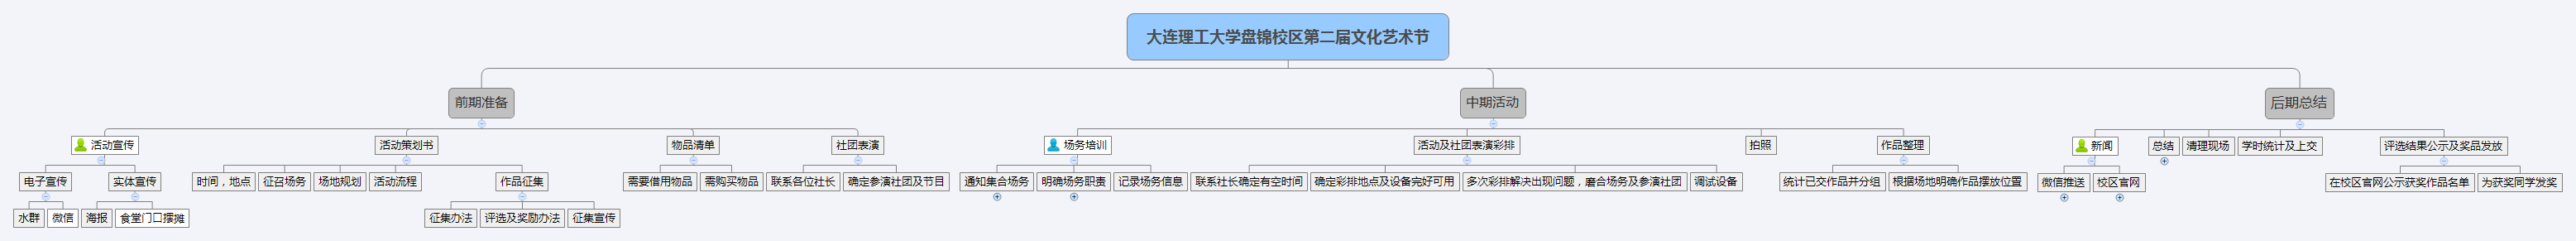 大连理工大学盘锦校区第二届文化艺术节
前期准备
中期活动
后期总结
活动宣传
活动策划书
物品清单
社团表演
场务培训
活动及社团表演彩排
拍照
作品整理
新闻
总结
清理现场
学时统计及上交
评选结果公示及奖品发放
电子宣传
实体宣传
时间，地点
征召场务
场地规划
活动流程
作品征集
需要借用物品
需购买物品
联系各位社长
确定参演社团及节目
通知集合场务
明确场务职责
记录场务信息
联系社长确定有空时间
确定彩排地点及设备完好可用
多次彩排解决出现问题，磨合场务及参演社团
调试设备
统计已交作品并分组
根据场地明确作品摆放位置
微信推送
校区官网
在校区官网公示获奖作品名单
为获奖同学发奖
水群
微信
海报
食堂门口摆摊
征集办法
评选及奖励办法
征集宣传